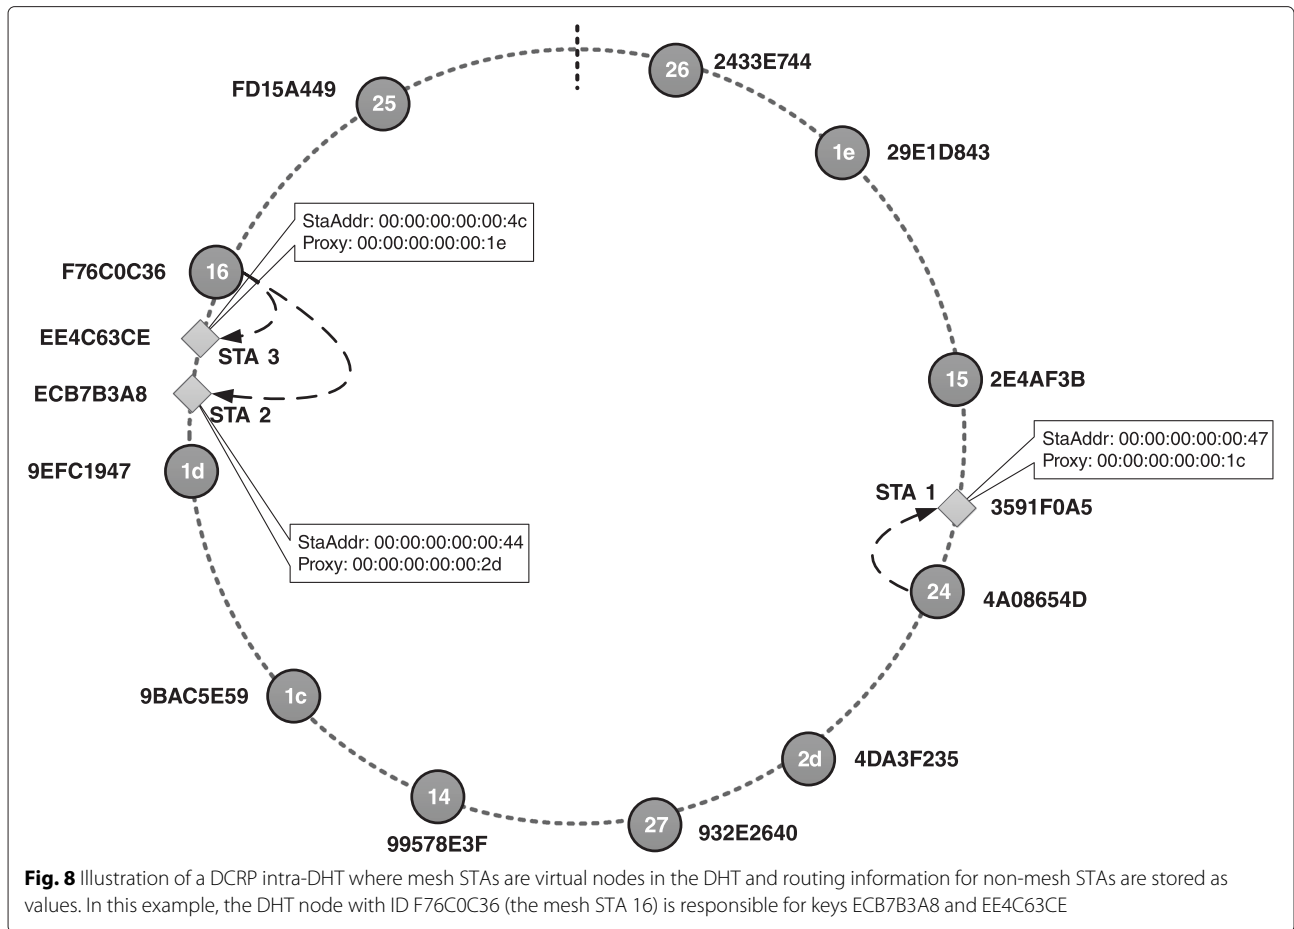 26
2433E744
FD15A449
25
1e
29E1D843
StaAddr: 00:00:00:00:00:4c
Proxy: 00:00:00:00:00:1e
F76C0C36
16
EE4C63CE
STA 3
15
2E4AF3B
ECB7B3A8
STA 2
StaAddr: 00:00:00:00:00:47
Proxy: 00:00:00:00:00:1c
9EFC1947
1d
STA 1
3591F0A5
StaAddr: 00:00:00:00:00:44
Proxy: 00:00:00:00:00:2d
24
4A08654D
9BAC5E59
1c
2d
4DA3F235
14
99578E3F
27
932E2640
Fig. 8 Illustration of a DCRP intra-DHT where mesh STAs are virtual nodes in the DHT and routing information for non-mesh STAs are stored as
values. In this example, the DHT node with ID F76C0C36 (the mesh STA 16) is responsible for keys ECB7B3A8 and EE4C63CE